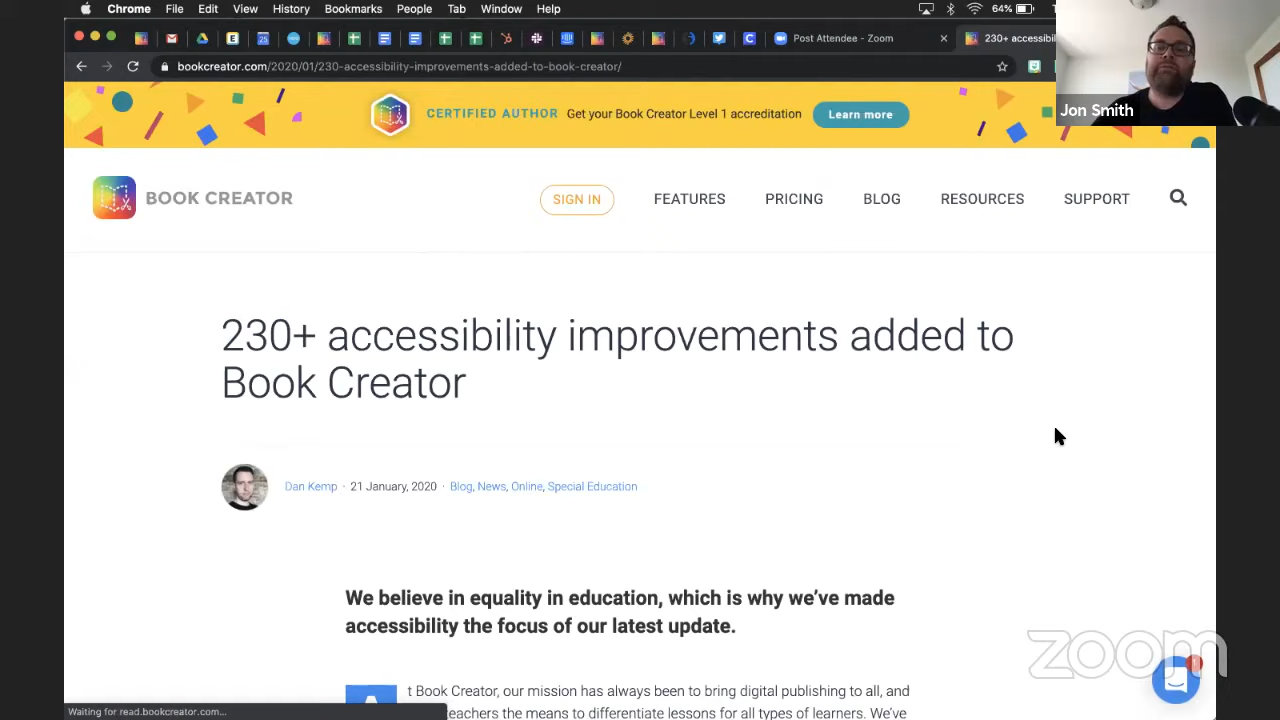 Chrome File Edit View History Bookmarks People Tab Window Help 64%
Post Attendee - Zoom
230+ accessib
bookcreator.com/2020/01/230-accessibility-improvements-added-to-book-creator/
Jon Smith
CERTIFIED AUTHOR Get your Book Creator Level 1 accreditation Learn more
BOOK CREATOR SIGN IN FEATURES PRICING BLOG RESOURCES SUPPORT
230+ accessibility improvements added to
Book Creator
Dan Kemp · 21 January, 2020 · Blog, News, Online, Special Education
We believe in equality in education, which is why we’ve made
accessibility the focus of our latest update.
At Book Creator, our mission has always been to bring digital publishing to all, and
teachers the means to differentiate lessons for all types of learners. We’ve
zoom
Waiting for read.bookcreator.com...